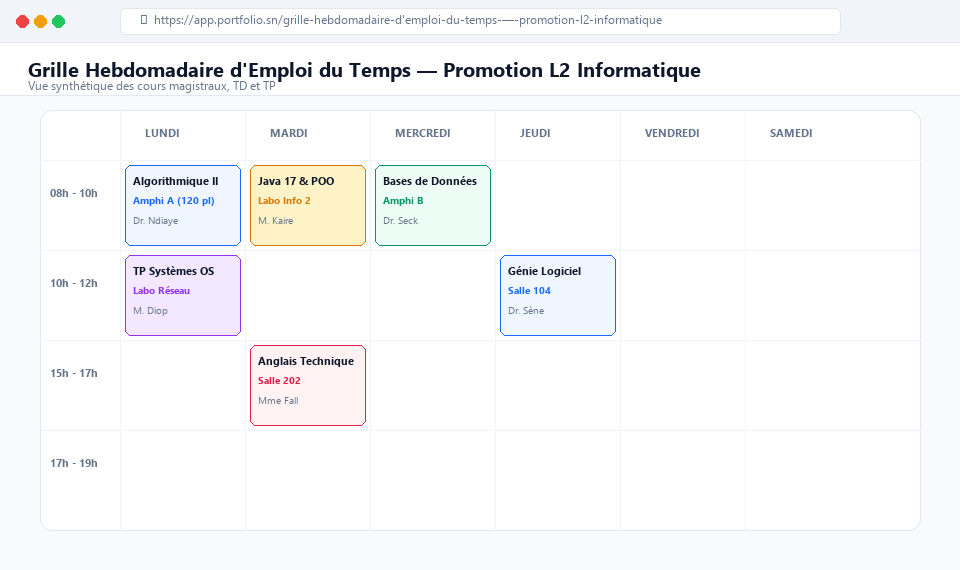 https://app.portfolio.sn/grille-hebdomadaire-d'emploi-du-temps-—-promotion-l2-informatique
Grille Hebdomadaire d'Emploi du Temps — Promotion L2 Informatique
Vue synthétique des cours magistraux, TD et TP
LUNDI MARDI MERCREDI JEUDI VENDREDI SAMEDI
08h - 10h
Algorithmique II
Amphi A (120 pl)
Dr. Ndiaye
Java 17 & POO
Labo Info 2
M. Kaire
Bases de Données
Amphi B
Dr. Seck
10h - 12h
TP Systèmes OS
Labo Réseau
M. Diop
Génie Logiciel
Salle 104
Dr. Sène
15h - 17h
Anglais Technique
Salle 202
Mme Fall
17h - 19h